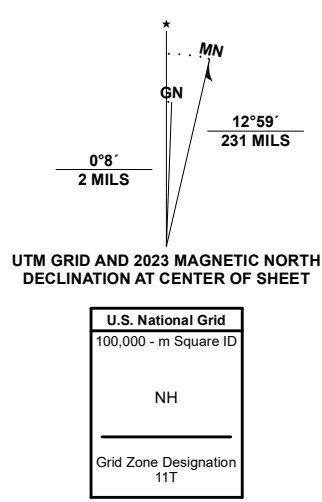 ★
MN
GN
12°59´
231 MILS
0°8´
2 MILS
UTM GRID AND 2023 MAGNETIC NORTH
DECLINATION AT CENTER OF SHEET
U.S. National Grid
100,000 - m Square ID
NH
Grid Zone Designation
11T